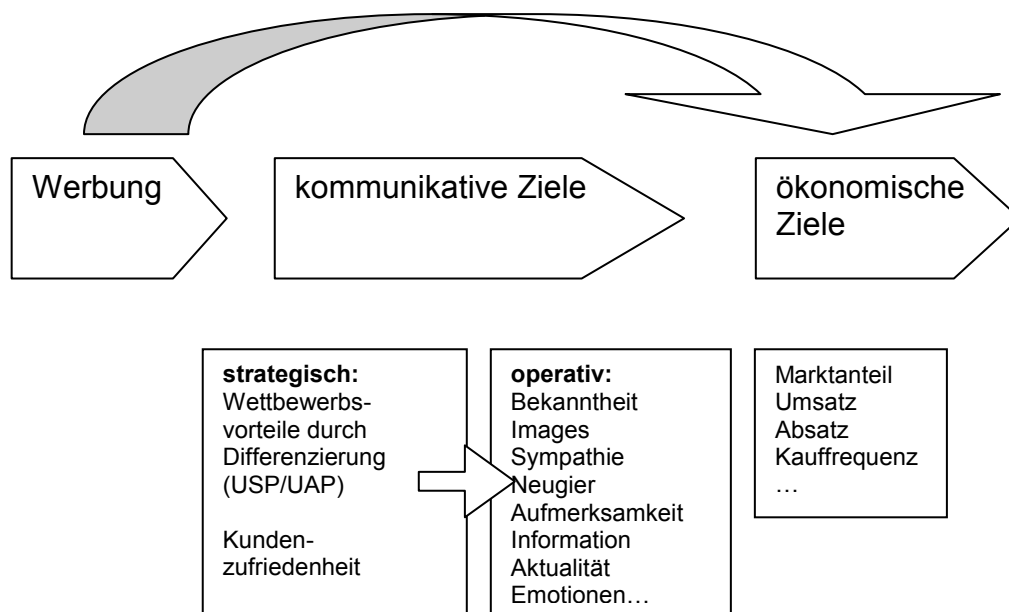 Werbung
kommunikative Ziele
ökonomische
Ziele
strategisch:
Wettbewerbs-
vorteile durch
Differenzierung
(USP/UAP)
Kunden-
zufriedenheit
operativ:
Bekanntheit
Images
Sympathie
Neugier
Aufmerksamkeit
Information
Aktualität
Emotionen…
Marktanteil
Umsatz
Absatz
Kauffrequenz
…